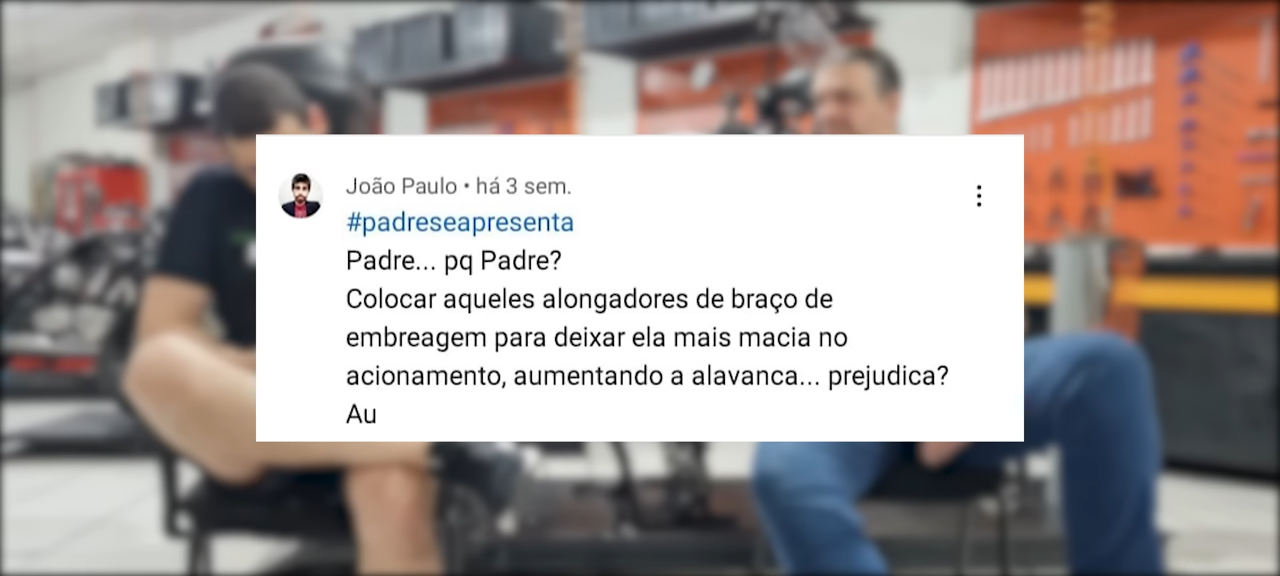 João Paulo • há 3 sem.
#padreseapresenta
Padre... pq Padre?
Colocar aqueles alongadores de braço de
embreagem para deixar ela mais macia no
acionamento, aumentando a alavanca... prejudica?
Au